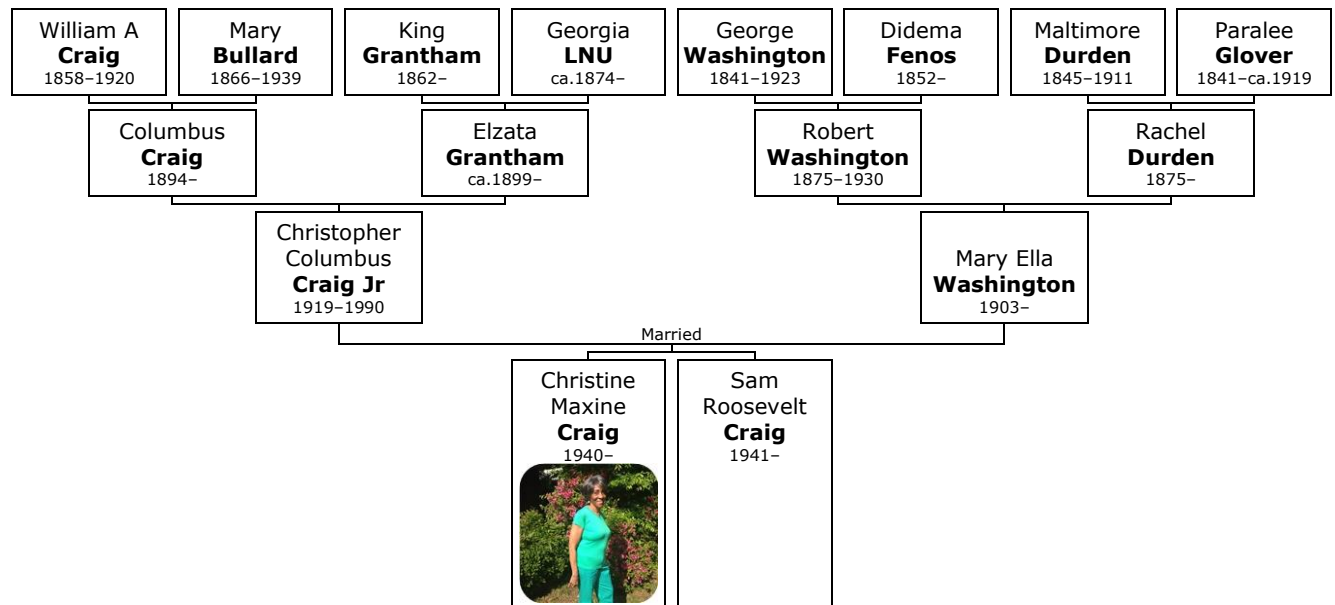 William A
Craig
1858–1920
Mary
Bullard
1866–1939
King
Grantham
1862–
Georgia
LNU
ca.1874–
George
Washington
1841–1923
Didema
Fenos
1852–
Maltimore
Durden
1845–1911
Paralee
Glover
1841–ca.1919
Columbus
Craig
1894–
Elzata
Grantham
ca.1899–
Robert
Washington
1875–1930
Rachel
Durden
1875–
Christopher
Columbus
Craig Jr
1919–1990
Mary Ella
Washington
1903–
Married
Christine
Maxine
Craig
1940–
Sam
Roosevelt
Craig
1941–